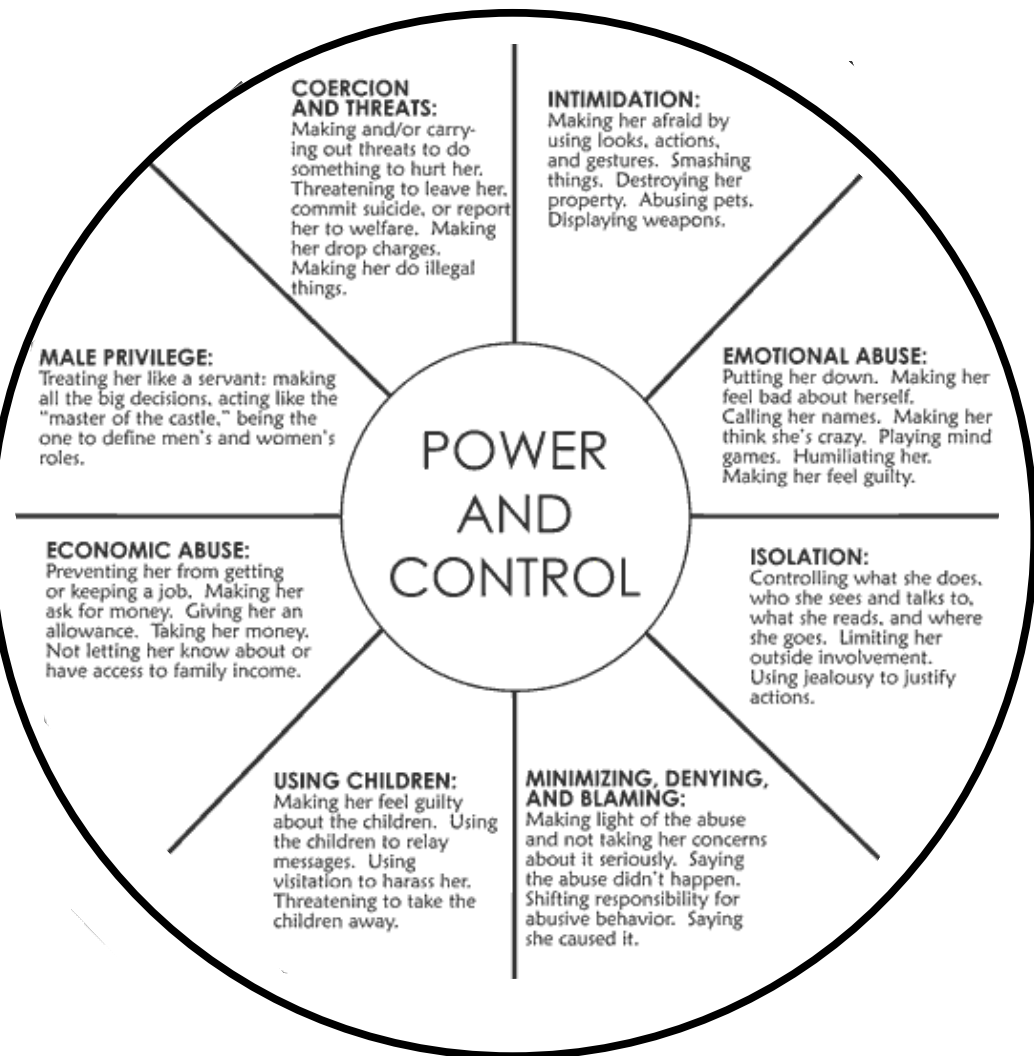 COERCION
AND THREATS:
Making and/or carry-
ing out threats to do
something to hurt her.
Threatening to leave her,
commit suicide, or report
her to welfare. Making
her drop charges.
Making her do illegal
things.
INTIMIDATION:
Making her afraid by
using looks, actions,
and gestures. Smashing
things. Destroying her
property. Abusing pets.
Displaying weapons.
EMOTIONAL ABUSE:
Putting her down. Making her
feel bad about herself.
Calling her names. Making her
think she's crazy. Playing mind
games. Humiliating her.
Making her feel guilty.
ISOLATION:
Controlling what she does,
who she sees and talks to,
what she reads, and where
she goes. Limiting her
outside involvement.
Using jealousy to justify
actions.
MINIMIZING, DENYING,
AND BLAMING:
Making light of the abuse
and not taking her concerns
about it seriously. Saying
the abuse didn't happen.
Shifting responsibility for
abusive behavior. Saying
she caused it.
USING CHILDREN:
Making her feel guilty
about the children. Using
the children to relay
messages. Using
visitation to harass her.
Threatening to take the
children away.
ECONOMIC ABUSE:
Preventing her from getting
or keeping a job. Making her
ask for money. Giving her an
allowance. Taking her money.
Not letting her know about or
have access to family income.
MALE PRIVILEGE:
Treating her like a servant: making
all the big decisions, acting like the
"master of the castle," being the
one to define men's and women's
roles.
POWER
AND
CONTROL